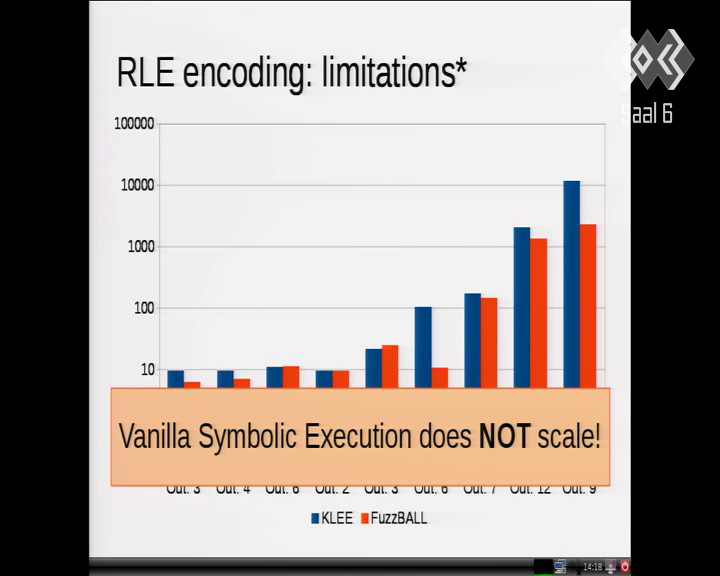 RLE encoding: limitations*
Saal 6
100000
10000
1000
100
10
Vanilla Symbolic Execution does NOT scale!
Out. 3 Out. 4 Out. 6 Out. 2 Out. 3 Out. 6 Out. 7 Out. 12 Out. 9
KLEE FuzzBALL
14:18